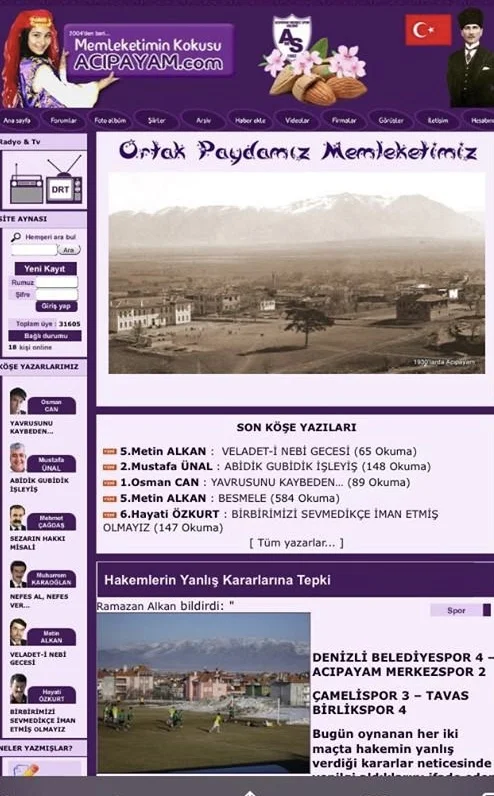 2004'den beri...
Memleketimin Kokusu
ACIPAYAM.com
AS
Ana sayfa Forumlar Foto albüm Şiirler Arşiv Haber ekle Videolar Firmalar Görüşler İletişim Hesabım
Radyo & Tv
DRT
SİTE AYNASI
Hemşeri ara bul
Ara
Yeni Kayıt
Rumuz
Şifre
Giriş yap
Toplam üye : 31605
Bağlı durumu
18 kişi online
KÖŞE YAZARLARIMIZ
Osman
CAN
YAVRUSUNU
KAYBEDEN...
Mustafa
ÜNAL
ABİDİK GUBİDİK
İŞLEYİŞ
Mehmet
ÇAĞDAŞ
SEZARIN HAKKI
MİSALİ
Muharrem
KARAOĞLAN
NEFES AL, NEFES
VER...
Metin
ALKAN
VELADET-İ NEBİ
GECESİ
Hayati
ÖZKURT
BİRBİRİMİZİ
SEVMEDİKÇE İMAN
ETMİŞ OLMAYIZ
NELER YAZMIŞLAR?
Ortak Paydamız Memleketimiz
1930'larda Acıpayam
SON KÖŞE YAZILARI
5.Metin ALKAN : VELADET-İ NEBİ GECESİ (65 Okuma)
2.Mustafa ÜNAL : ABİDİK GUBİDİK İŞLEYİŞ (148 Okuma)
1.Osman CAN : YAVRUSUNU KAYBEDEN... (89 Okuma)
5.Metin ALKAN : BESMELE (584 Okuma)
6.Hayati ÖZKURT : BİRBİRİMİZİ SEVMEDİKÇE İMAN ETMİŞ
OLMAYIZ (147 Okuma)
[ Tüm yazarlar... ]
Hakemlerin Yanlış Kararlarına Tepki
Ramazan Alkan bildirdi: "
Spor
DENİZLİ BELEDİYESPOR 4 –
ACIPAYAM MERKEZSPOR 2
ÇAMELİSPOR 3 – TAVAS
BİRLİKSPOR 4
Bugün oynanan her iki
maçta hakemin yanlış
verdiği kararlar neticesinde